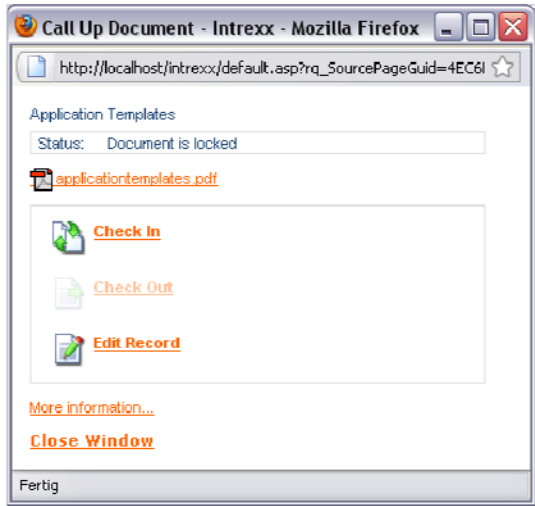 Call Up Document - Intrexx - Mozilla Firefox
http://localhost/intrexx/default.asp?rq_SourcePageGuid=4EC6I
Application Templates
Status: Document is locked
applicationtemplates.pdf
Check In
Check Out
Edit Record
More information...
Close Window
Fertig